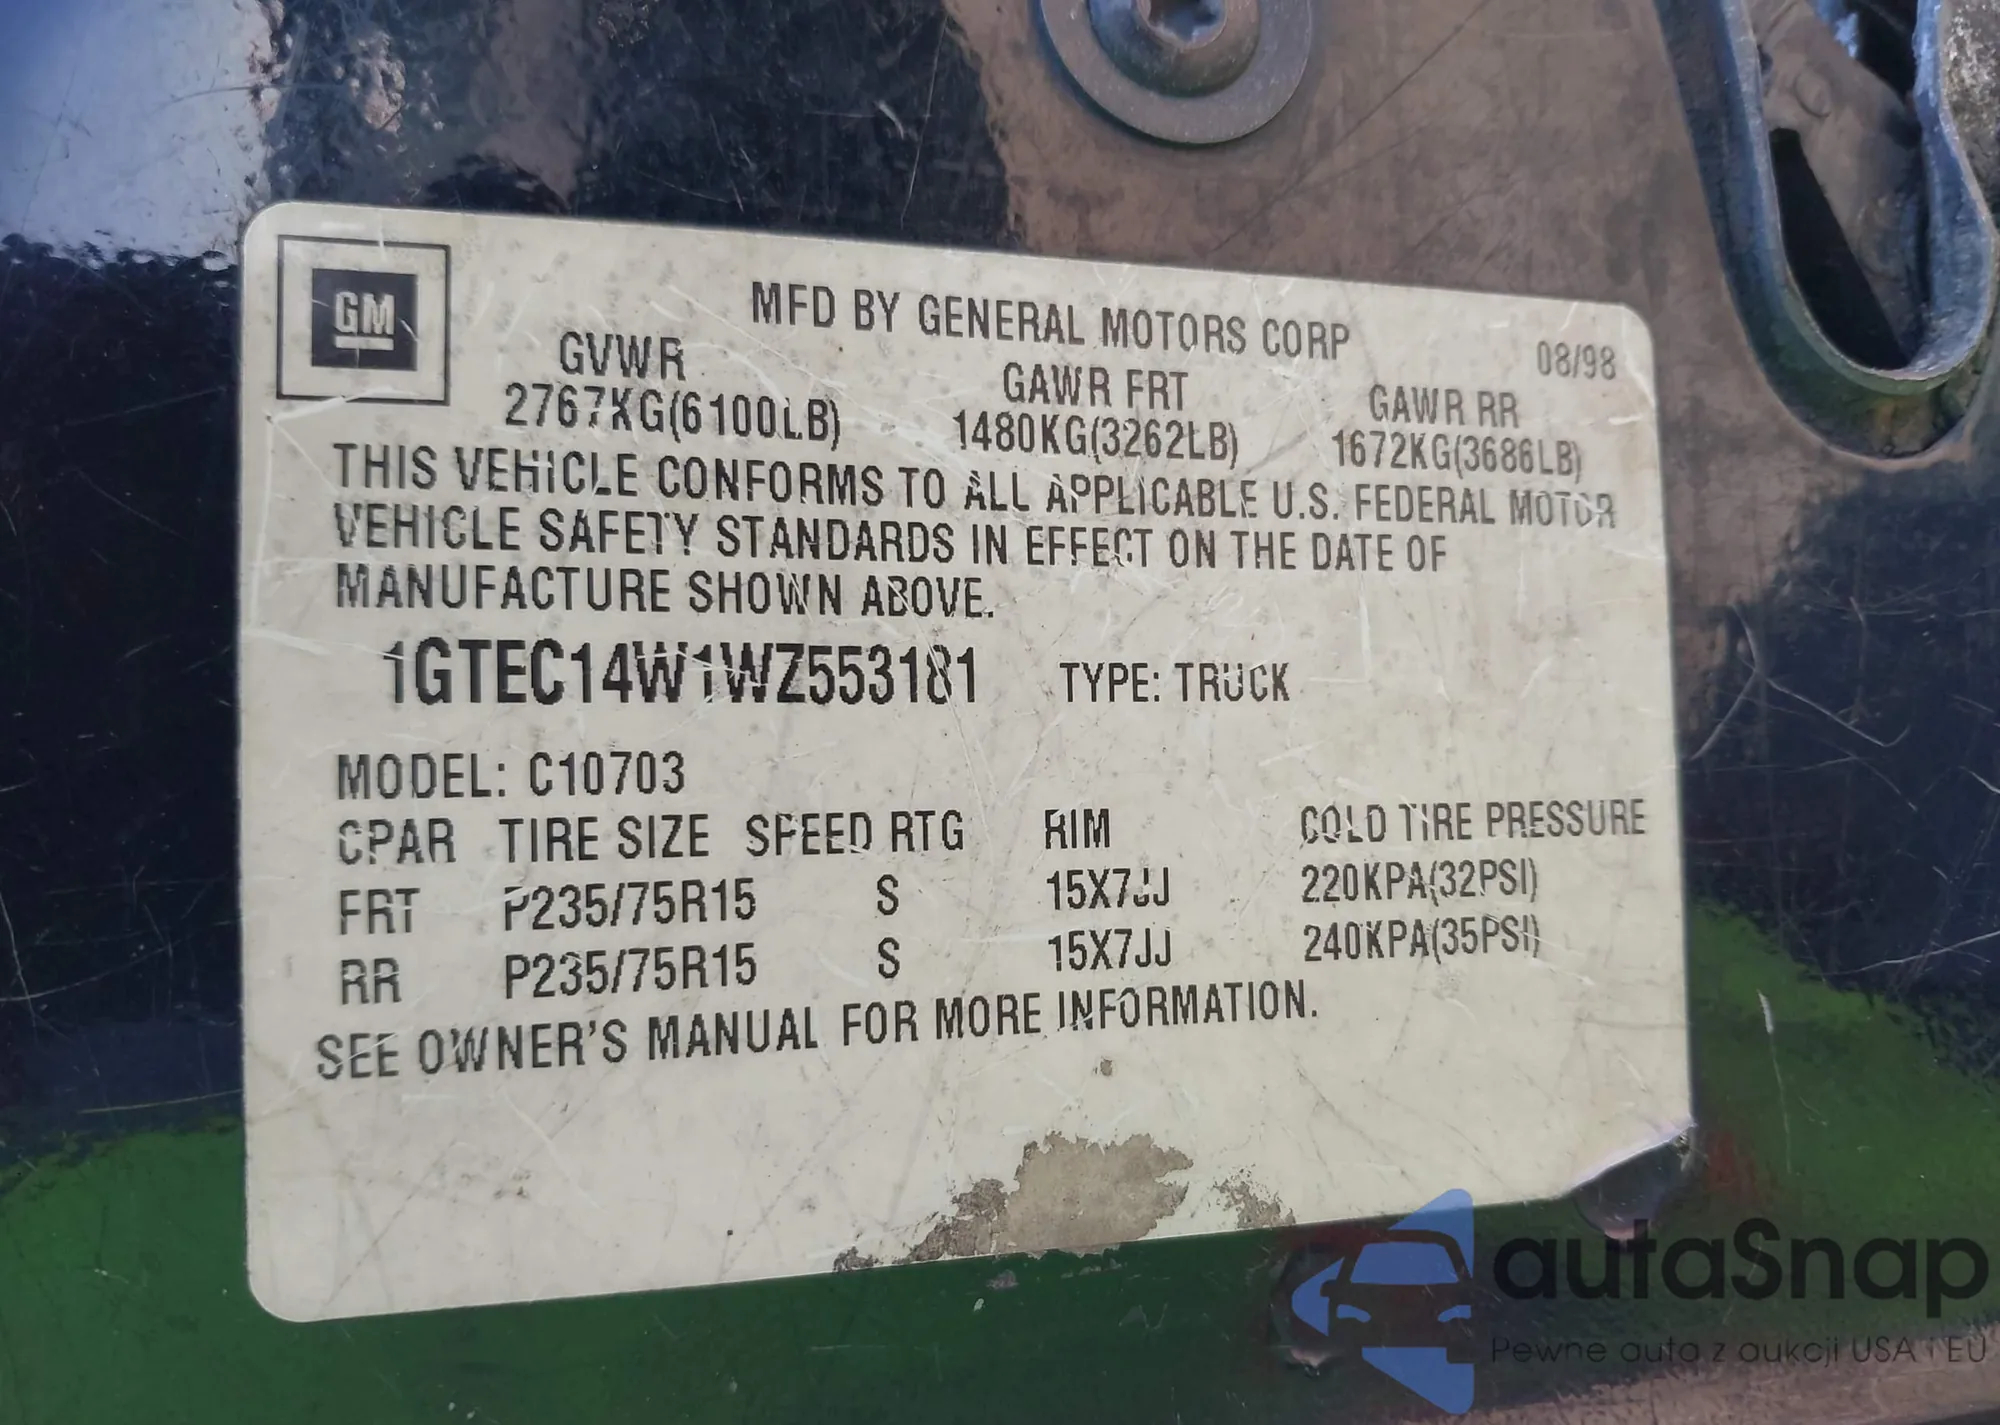 GM
MFD BY GENERAL MOTORS CORP
08/98
GVWR GAWR FRT GAWR RR
2767KG(6100LB) 1480KG(3262LB) 1672KG(3686LB)
THIS VEHICLE CONFORMS TO ALL APPLICABLE U.S. FEDERAL MOTOR
VEHICLE SAFETY STANDARDS IN EFFECT ON THE DATE OF
MANUFACTURE SHOWN ABOVE.
1GTEC14W1WZ553181 TYPE: TRUCK
MODEL: C10703
CPAR TIRE SIZE SPEED RTG RIM COLD TIRE PRESSURE
FRT P235/75R15 S 15X7JJ 220KPA(32PSI)
RR P235/75R15 S 15X7JJ 240KPA(35PSI)
SEE OWNER'S MANUAL FOR MORE INFORMATION.
autaSnap
Pewne auta z aukcji USA i EU